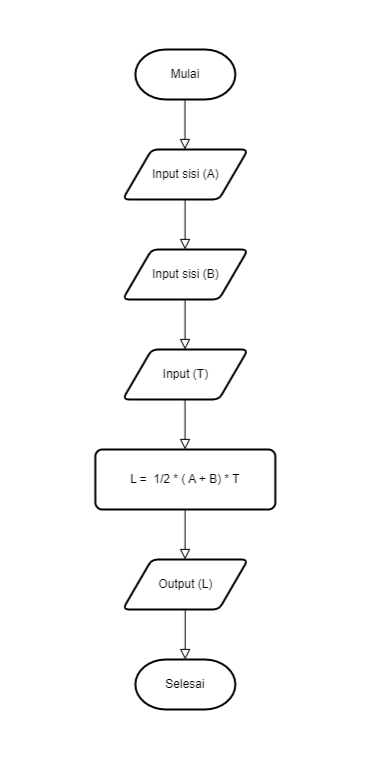 Mulai
Input sisi (A)
Input sisi (B)
Input (T)
L = 1/2 * ( A + B) * T
Output (L)
Selesai